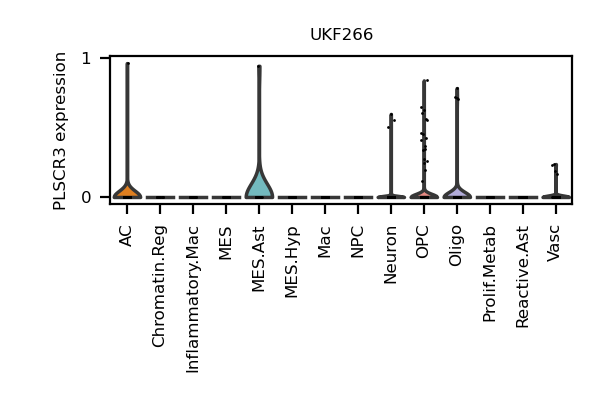 UKF266
PLSCR3 expression
1
0
AC
Chromatin.Reg
Inflammatory.Mac
MES
MES.Ast
MES.Hyp
Mac
NPC
Neuron
OPC
Oligo
Prolif.Metab
Reactive.Ast
Vasc